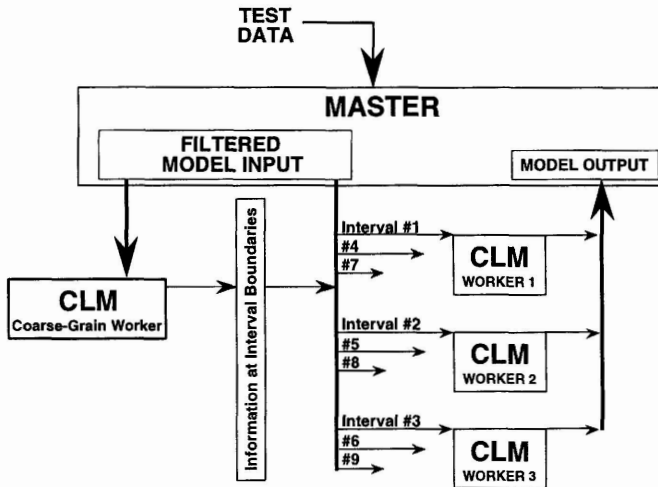 TEST
DATA
MASTER
FILTERED
MODEL INPUT
MODEL OUTPUT
CLM
Coarse-Grain Worker
Information at Interval Boundaries
Interval #1
#4
#7
CLM
WORKER 1
Interval #2
#5
#8
CLM
WORKER 2
Interval #3
#6
#9
CLM
WORKER 3